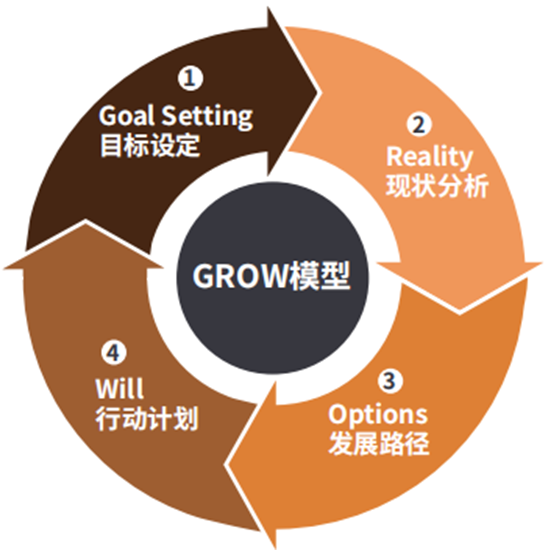 1
Goal Setting
目标设定
2
Reality
现状分析
GROW模型
3
Options
发展路径
4
Will
行动计划